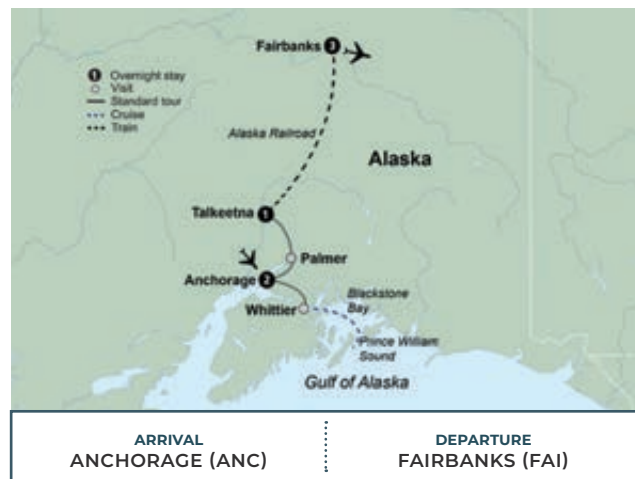 Fairbanks 3
1 Overnight stay
Visit
Standard tour
Cruise
Train
Alaska Railroad
Alaska
Talkeetna 1
Palmer
Anchorage 2
Blackstone
Bay
Whittier
Prince William
Sound
Gulf of Alaska
ARRIVAL
ANCHORAGE (ANC)
DEPARTURE
FAIRBANKS (FAI)